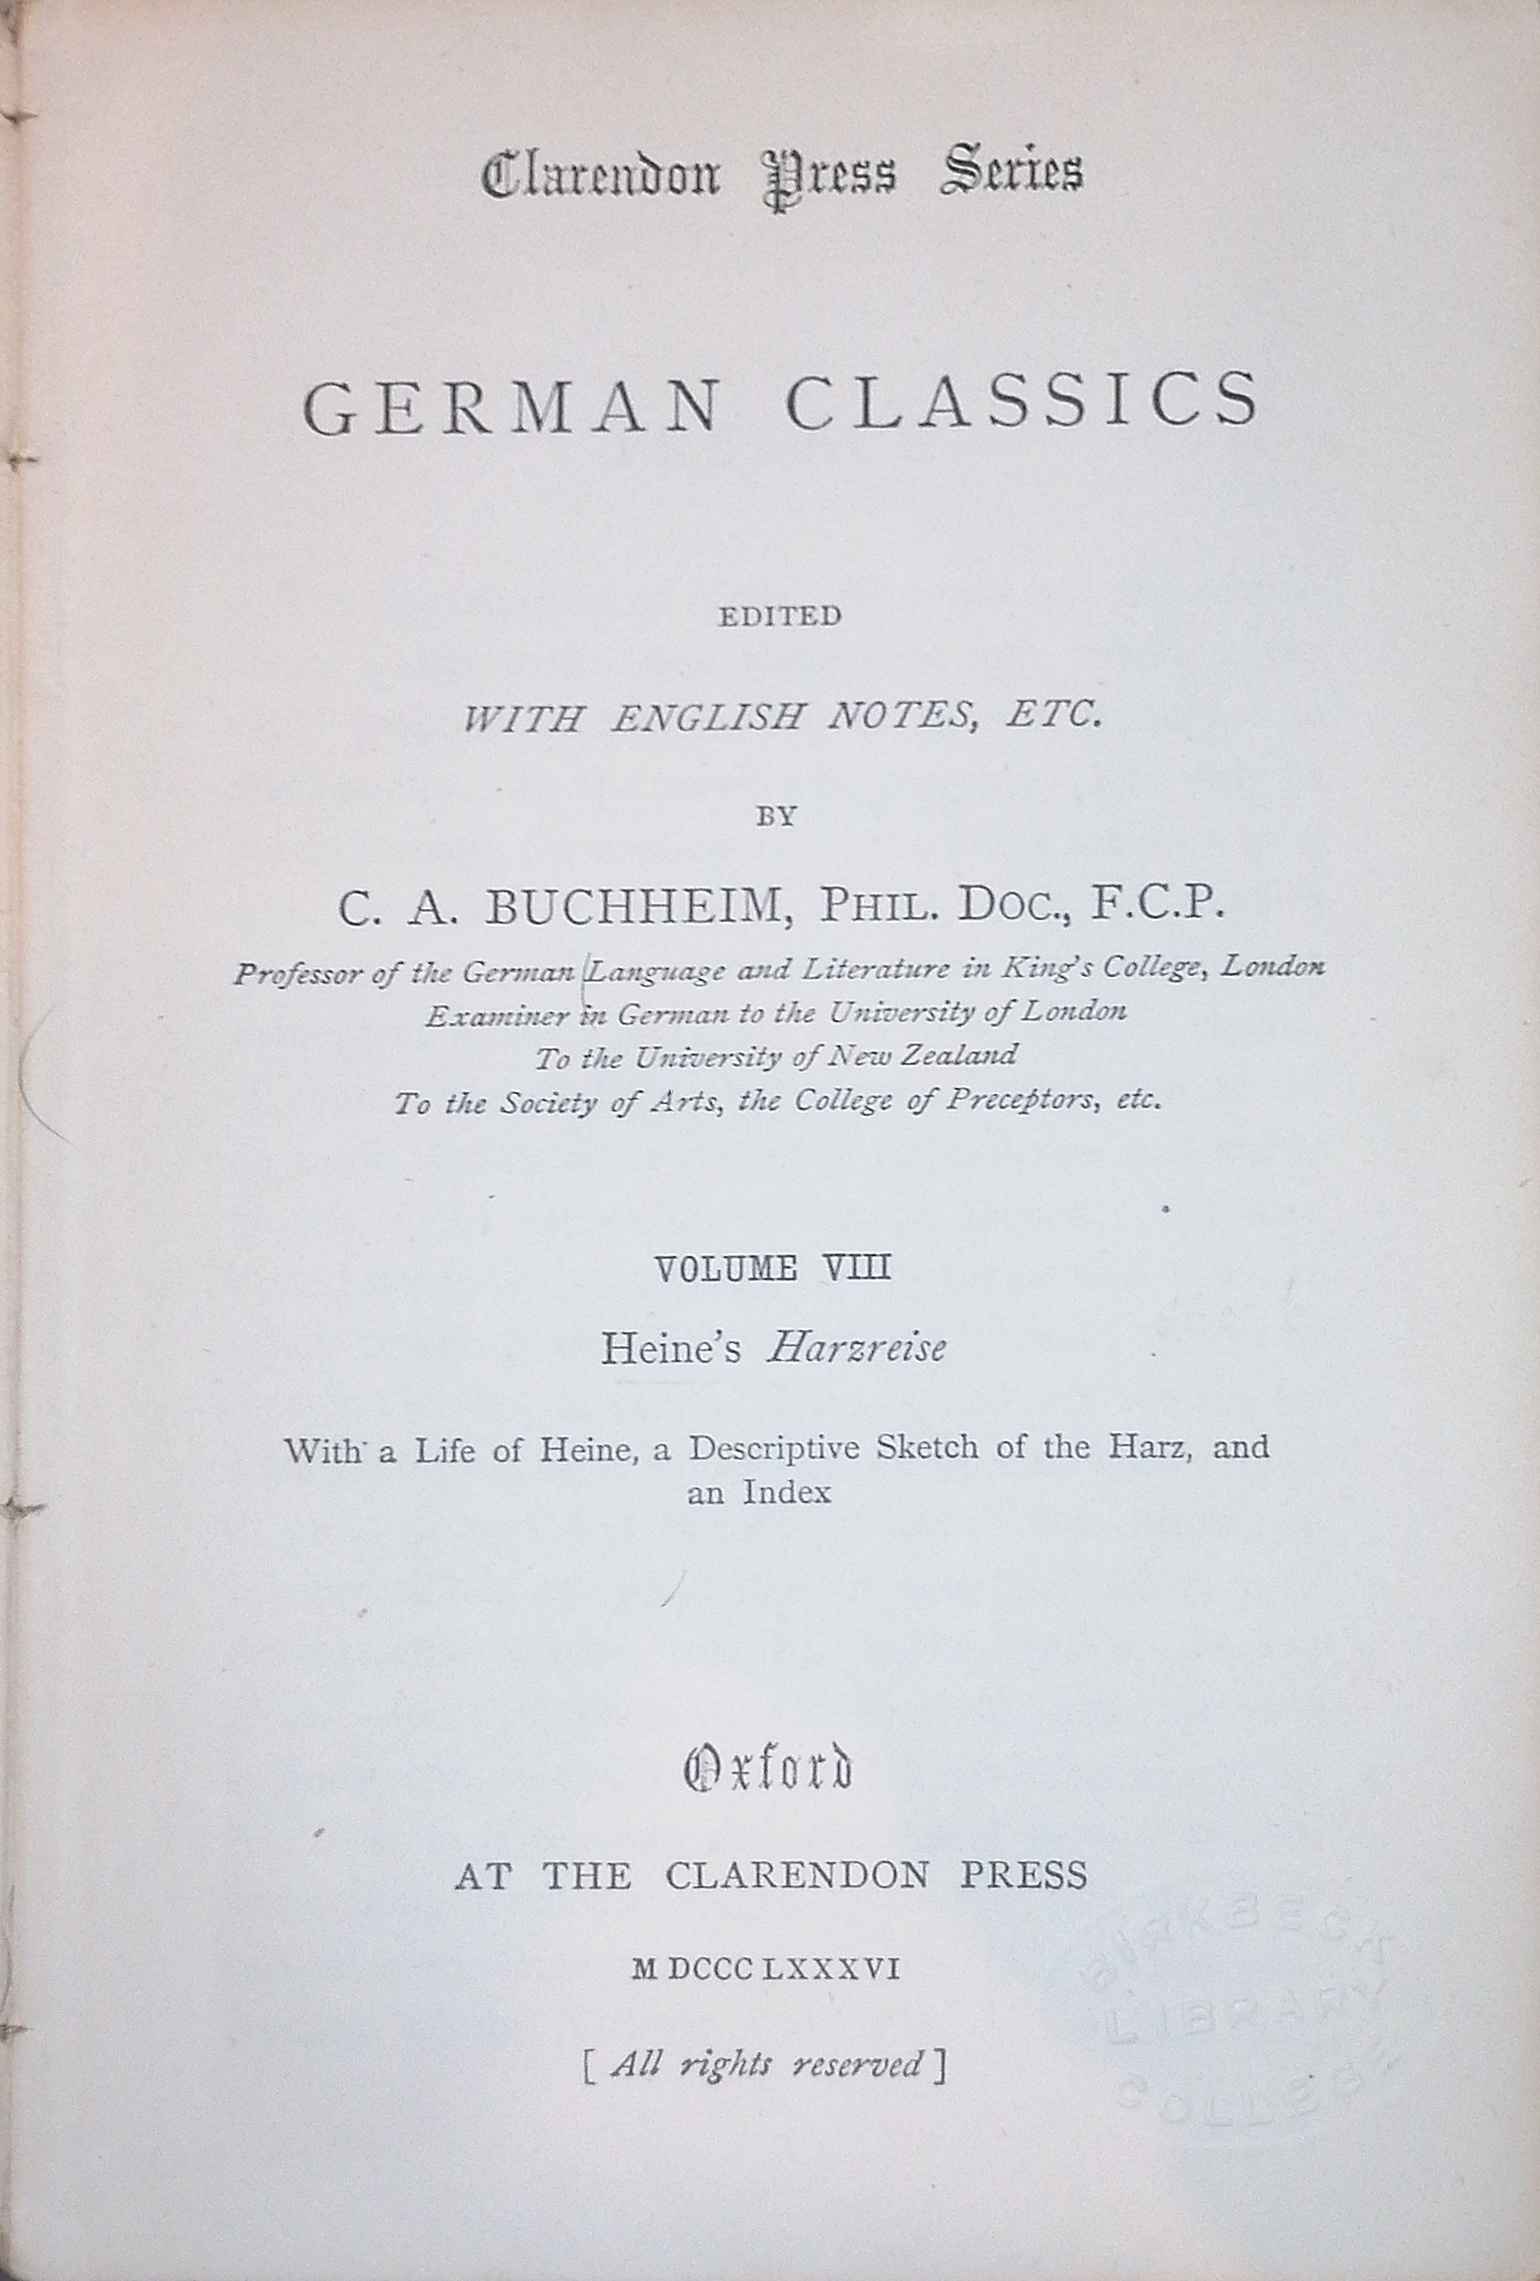 Clarendon Press Series
GERMAN CLASSICS
EDITED
WITH ENGLISH NOTES, ETC.
BY
C. A. BUCHHEIM, PHIL. DOC., F.C.P.
Professor of the German Language and Literature in King's College, London
Examiner in German to the University of London
To the University of New Zealand
To the Society of Arts, the College of Preceptors, etc.
VOLUME VIII
Heine's Harzreise
With a Life of Heine, a Descriptive Sketch of the Harz, and
an Index
Oxford
AT THE CLARENDON PRESS
M DCCC LXXXVI
[ All rights reserved ]
BIRKBECK
LIBRARY
COLLEGE